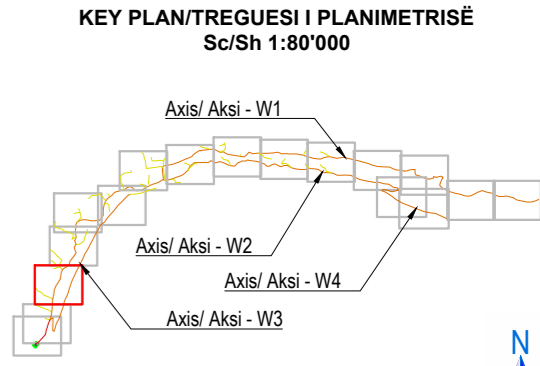 KEY PLAN/TREGUESI I PLANIMETRISË
Sc/Sh 1:80'000
Axis/ Aksi - W1
Axis/ Aksi - W2
Axis/ Aksi - W4
Axis/ Aksi - W3
N